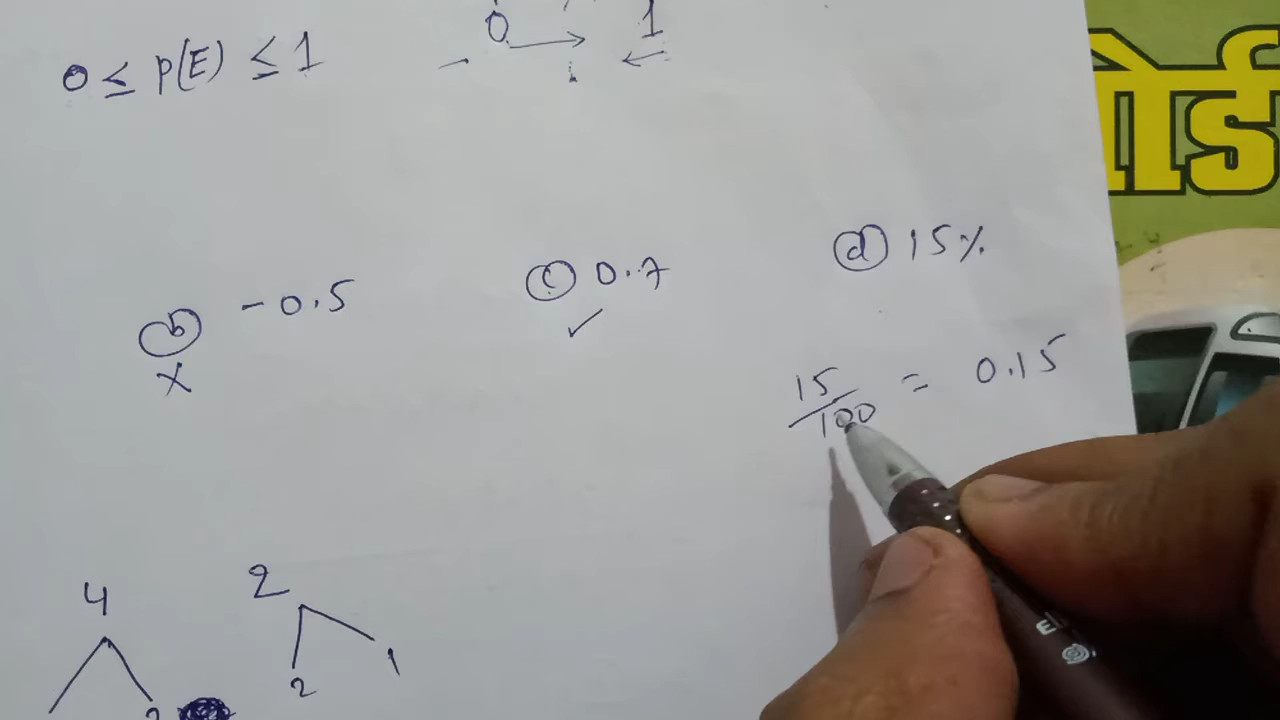 0 ≤ P(E) ≤ 1
0 1
(b) -0.5
X
(c) 0.7
✓
(d) 15%
15/100 = 0.15
4
2
2 1
र्ड
E